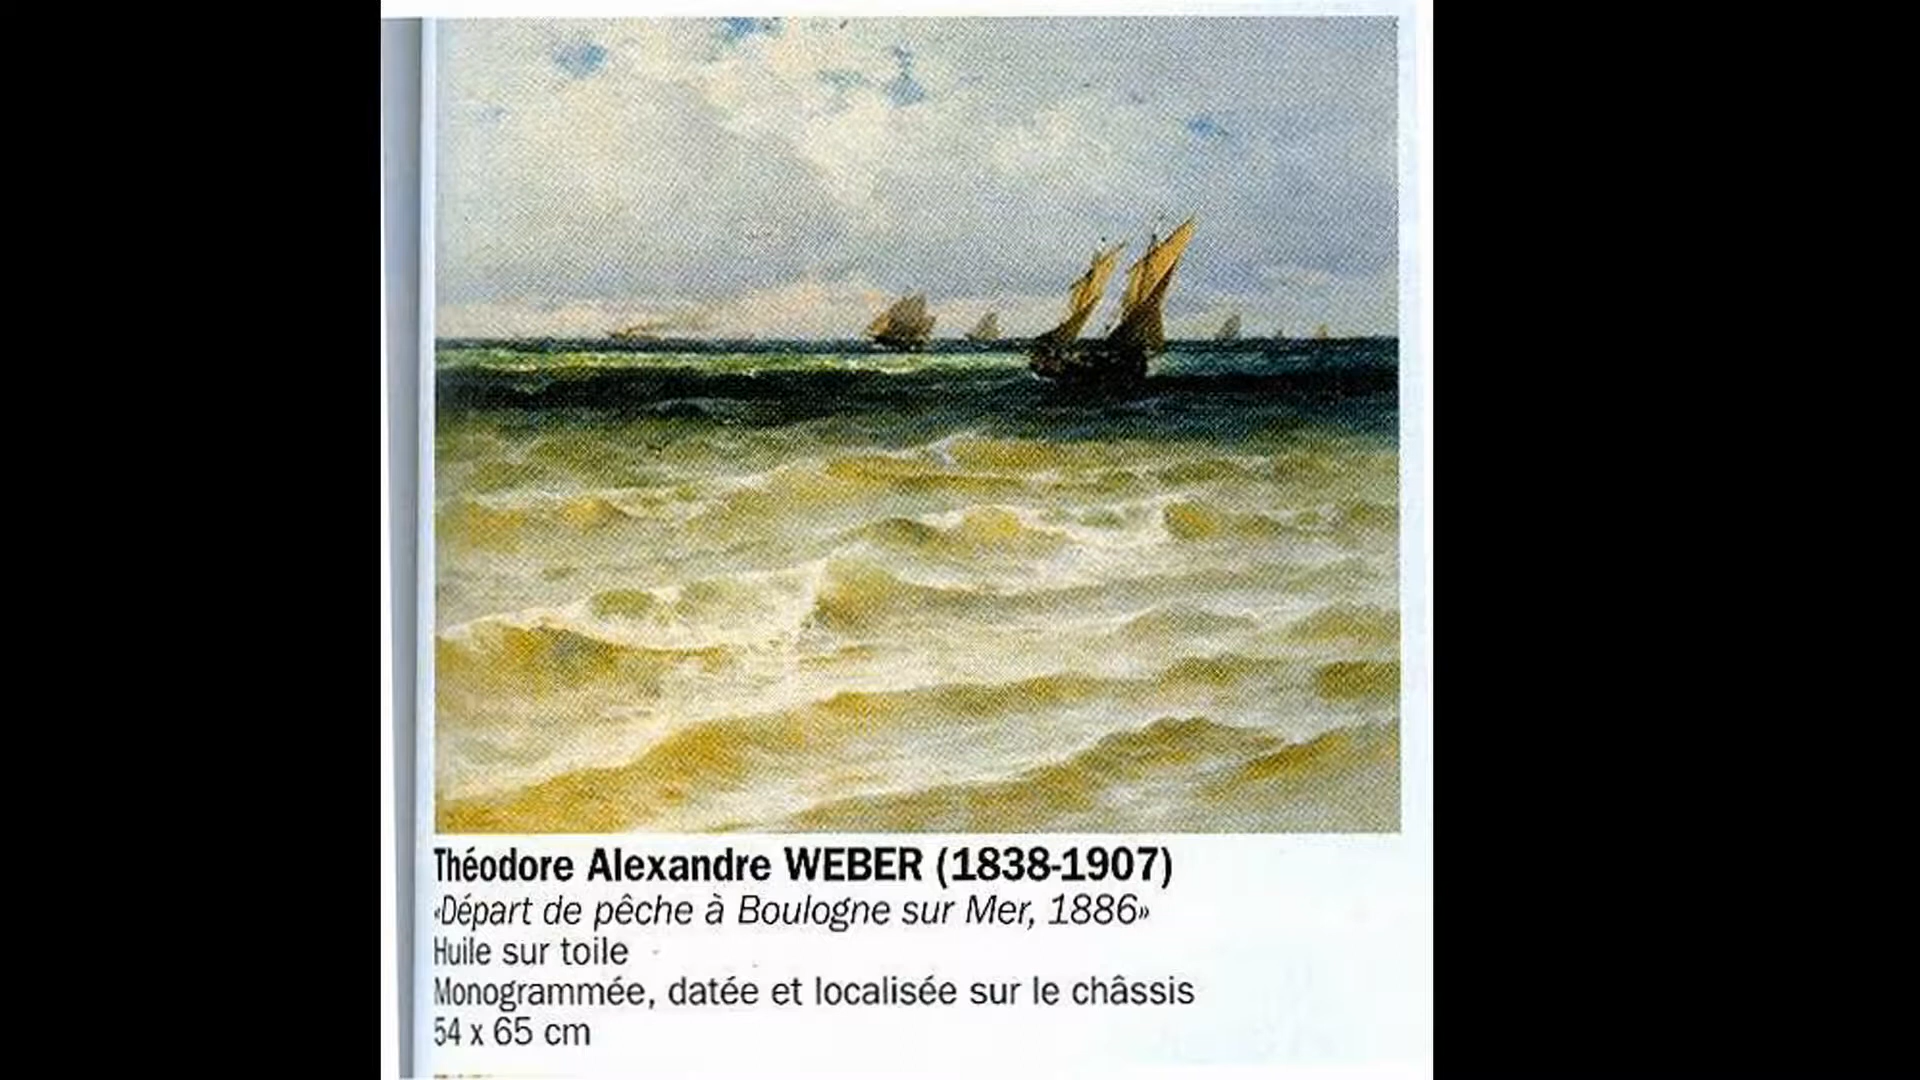 Théodore Alexandre WEBER (1838-1907)
«Départ de pêche à Boulogne sur Mer, 1886»
Huile sur toile
Monogrammée, datée et localisée sur le châssis
54 x 65 cm